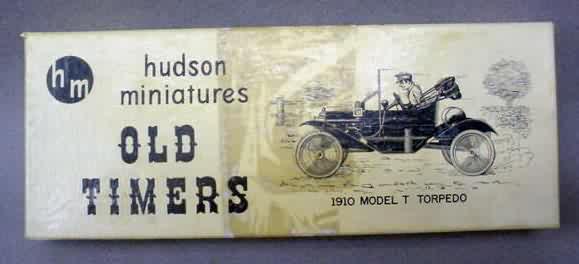 hm
hudson
miniatures
OLD
TIMERS
1910 MODEL T TORPEDO